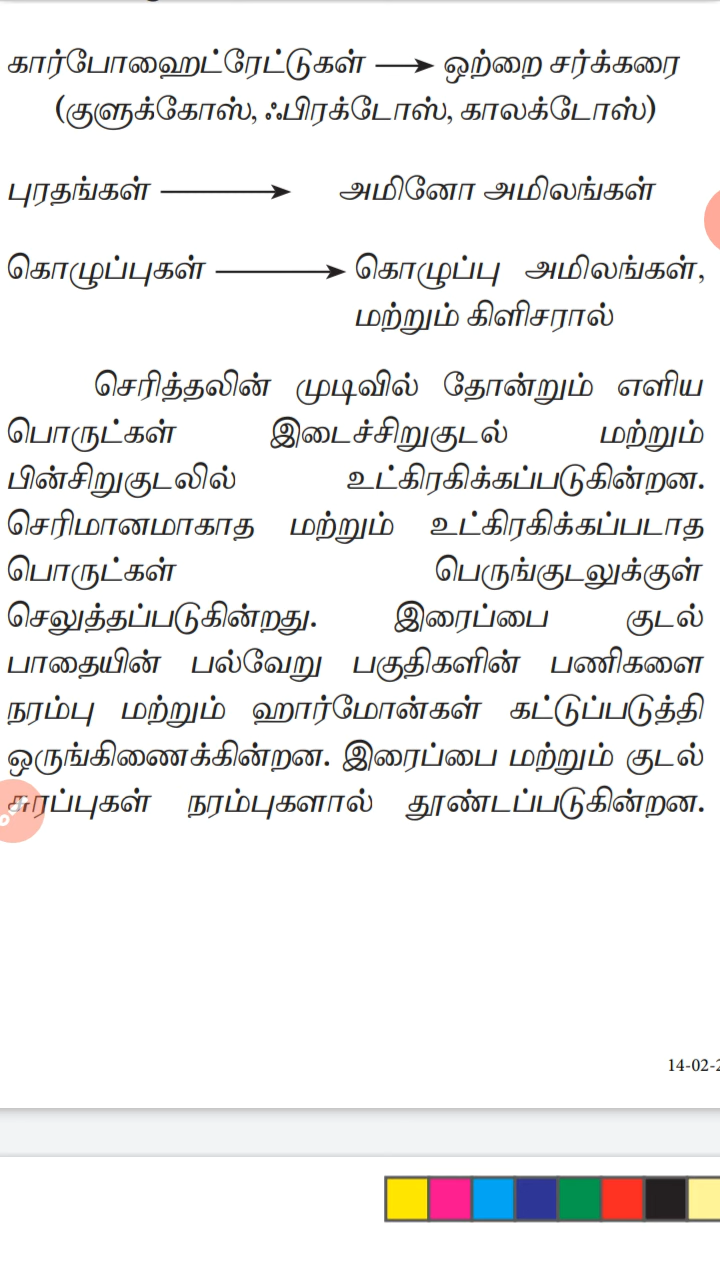 கார்போஹைட்ரேட்டுகள் → ஒற்றை சர்க்கரை
(குளுக்கோஸ், ஃபிரக்டோஸ், காலக்டோஸ்)
புரதங்கள் → அமினோ அமிலங்கள்
கொழுப்புகள் → கொழுப்பு அமிலங்கள்,
மற்றும் கிளிசரால்
செரித்தலின் முடிவில் தோன்றும் எளிய
பொருட்கள் இடைச்சிறுகுடல் மற்றும்
பின்சிறுகுடலில் உட்கிரகிக்கப்படுகின்றன.
செரிமானமாகாத மற்றும் உட்கிரகிக்கப்படாத
பொருட்கள் பெருங்குடலுக்குள்
செலுத்தப்படுகின்றது. இரைப்பை குடல்
பாதையின் பல்வேறு பகுதிகளின் பணிகளை
நரம்பு மற்றும் ஹார்மோன்கள் கட்டுப்படுத்தி
ஒருங்கிணைக்கின்றன. இரைப்பை மற்றும் குடல்
சுரப்புகள் நரம்புகளால் தூண்டப்படுகின்றன.
14-02-2